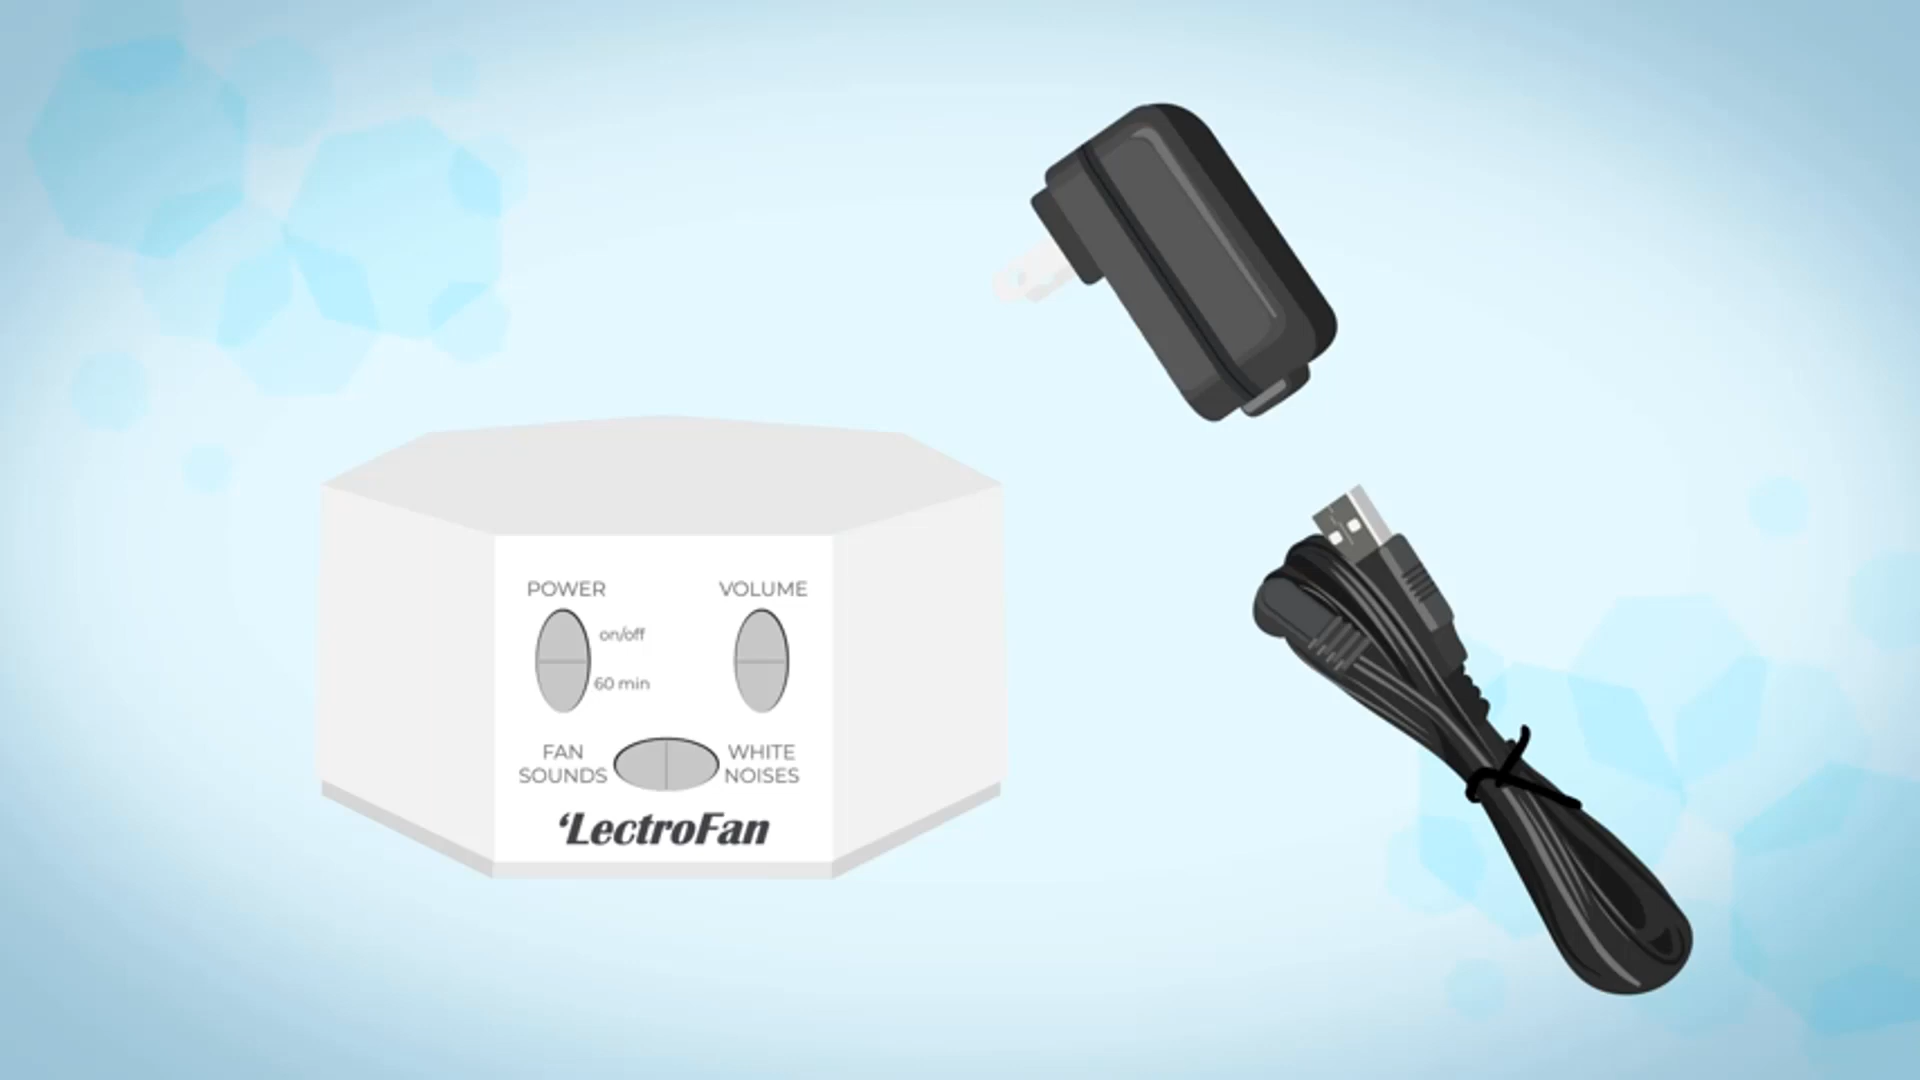 POWER
VOLUME
on/off
60 min
FAN
SOUNDS
WHITE
NOISES
‘LectroFan